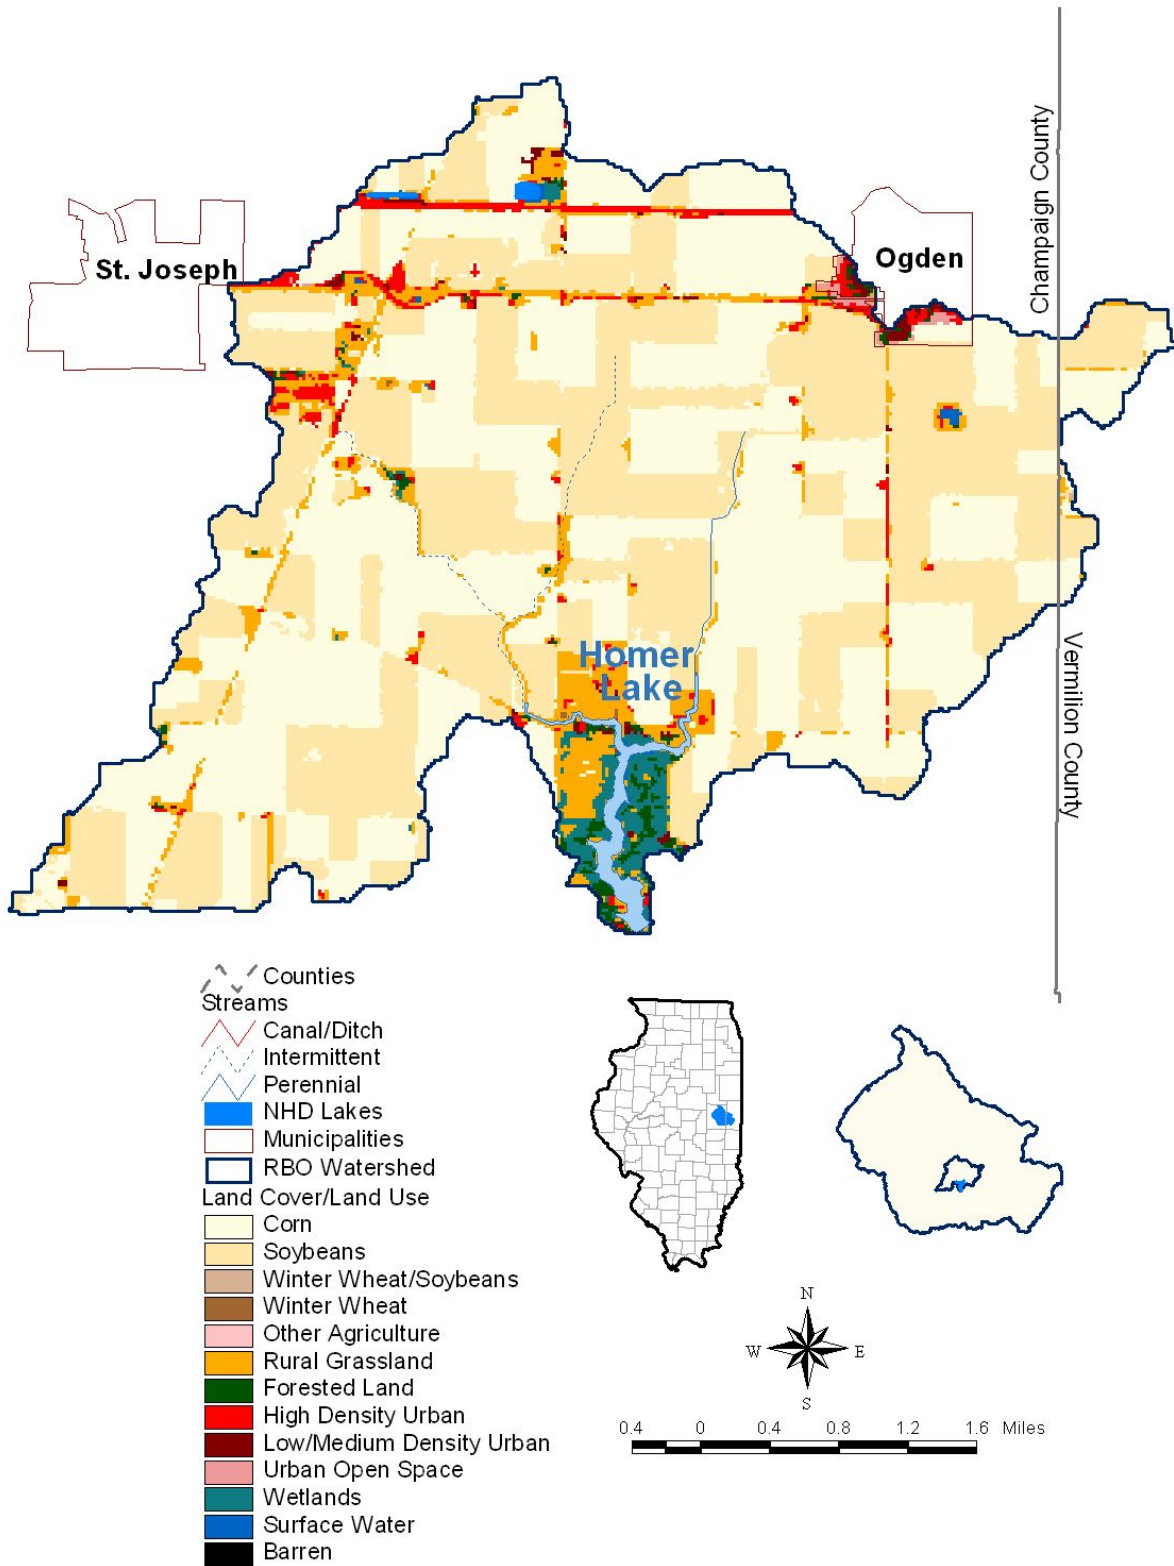 Champaign County
St. Joseph
Ogden
Homer
Lake
Vermilion County
Counties
Streams
Canal/Ditch
Intermittent
Perennial
NHD Lakes
Municipalities
RBO Watershed
Land Cover/Land Use
Corn
Soybeans
Winter Wheat/Soybeans
Winter Wheat
Other Agriculture
Rural Grassland
Forested Land
High Density Urban
Low/Medium Density Urban
Urban Open Space
Wetlands
Surface Water
Barren
N
W E
S
0.4 0 0.4 0.8 1.2 1.6 Miles